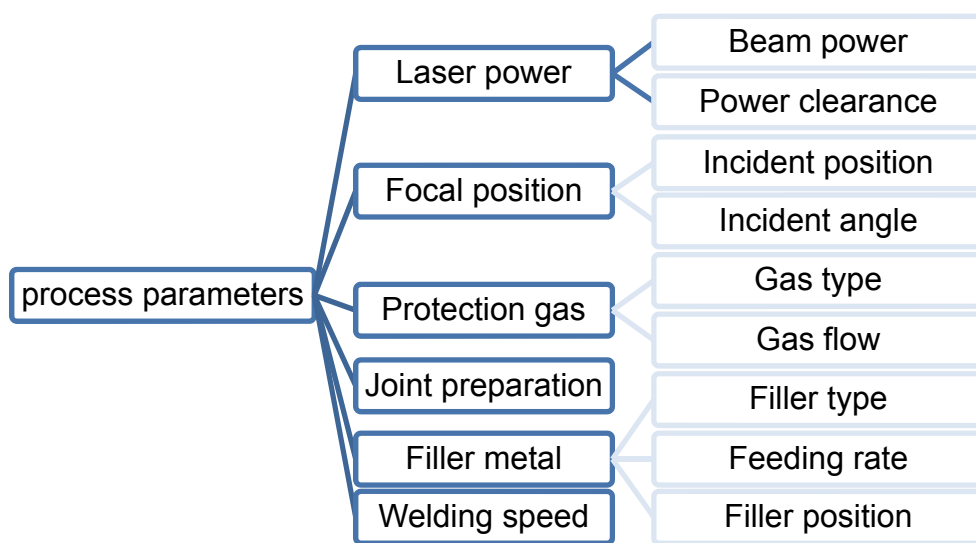 process parameters
Laser power
Beam power
Power clearance
Focal position
Incident position
Incident angle
Protection gas
Gas type
Gas flow
Joint preparation
Filler metal
Filler type
Feeding rate
Filler position
Welding speed